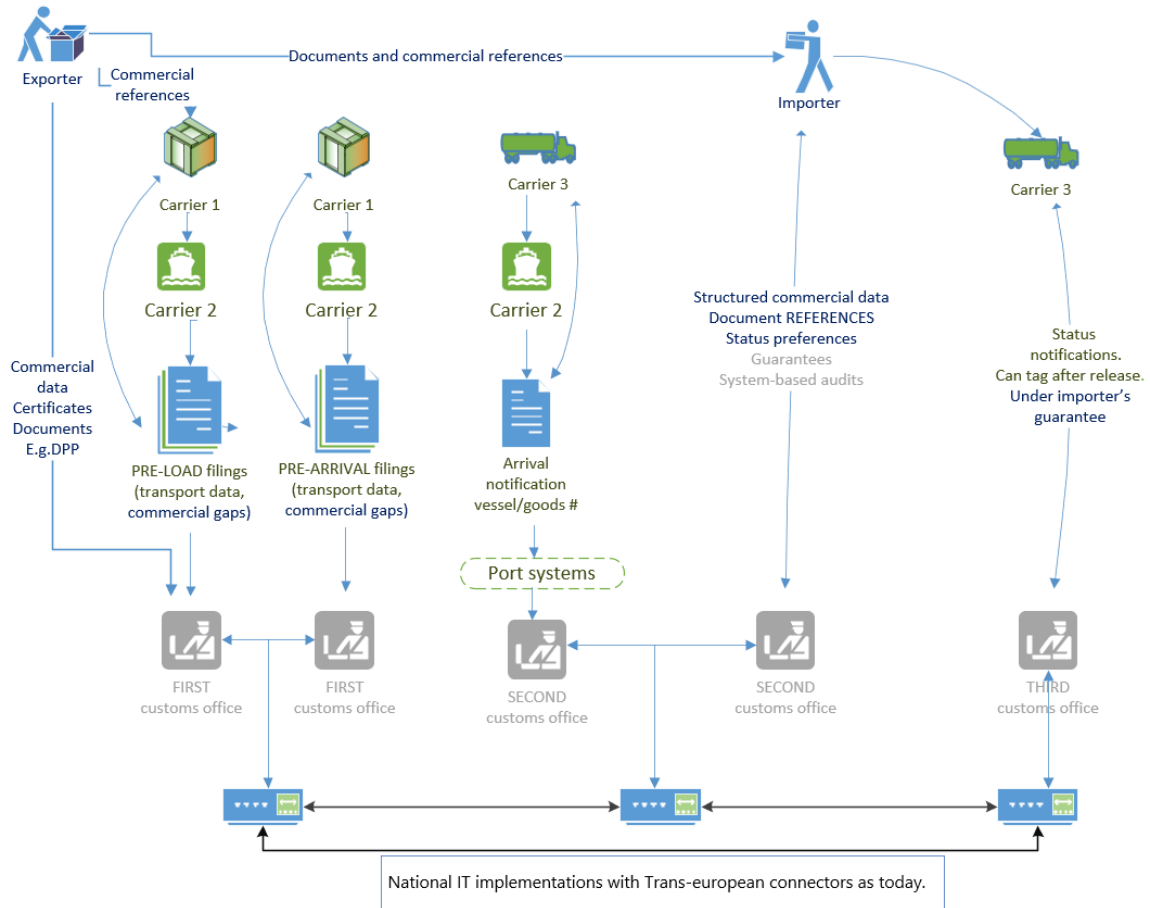 Exporter
Documents and commercial references
Commercial
references
Importer
Carrier 1
Carrier 1
Carrier 3
Carrier 3
Carrier 2
Carrier 2
Carrier 2
Structured commercial data
Document REFERENCES
Status preferences
Guarantees
System-based audits
Status
notifications.
Can tag after release.
Under importer’s
guarantee
Commercial
data
Certificates
Documents
E.g.DPP
PRE-LOAD filings
(transport data,
commercial gaps)
PRE-ARRIVAL filings
(transport data,
commercial gaps)
Arrival
notification
vessel/goods #
Port systems
FIRST
customs office
FIRST
customs office
SECOND
customs office
SECOND
customs office
THIRD
customs office
National IT implementations with Trans-european connectors as today.